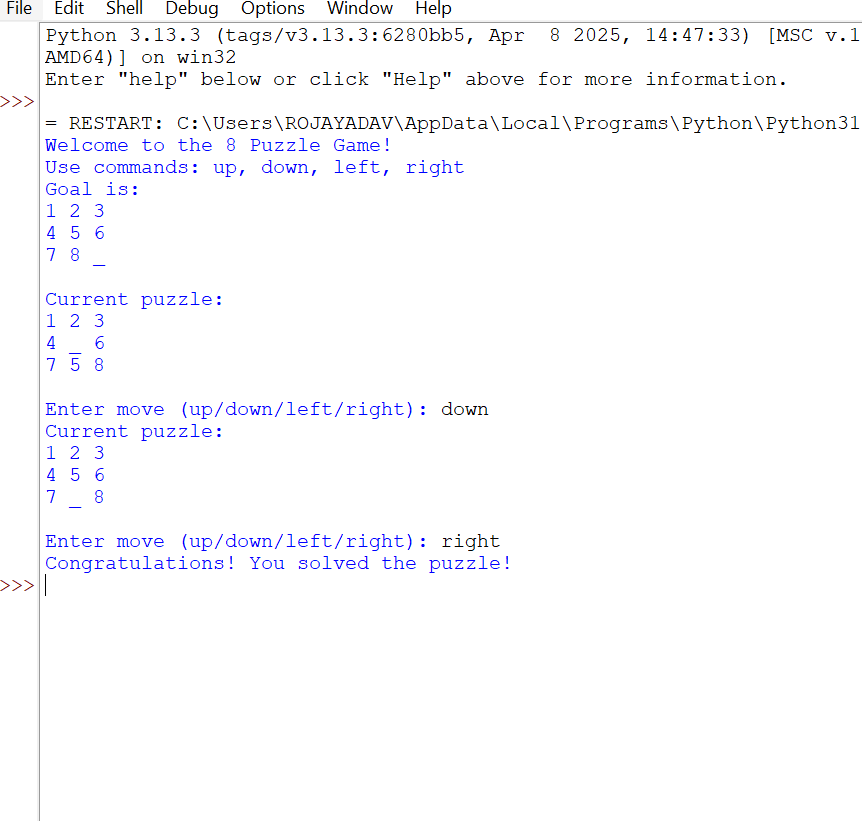 File Edit Shell Debug Options Window Help
Python 3.13.3 (tags/v3.13.3:6280bb5, Apr  8 2025, 14:47:33) [MSC v.1
AMD64)] on win32
Enter "help" below or click "Help" above for more information.
>>>
= RESTART: C:\Users\ROJAYADAV\AppData\Local\Programs\Python\Python31
Welcome to the 8 Puzzle Game!
Use commands: up, down, left, right
Goal is:
1 2 3
4 5 6
7 8 _
Current puzzle:
1 2 3
4 _ 6
7 5 8
Enter move (up/down/left/right): down
Current puzzle:
1 2 3
4 5 6
7 _ 8
Enter move (up/down/left/right): right
Congratulations! You solved the puzzle!
>>>